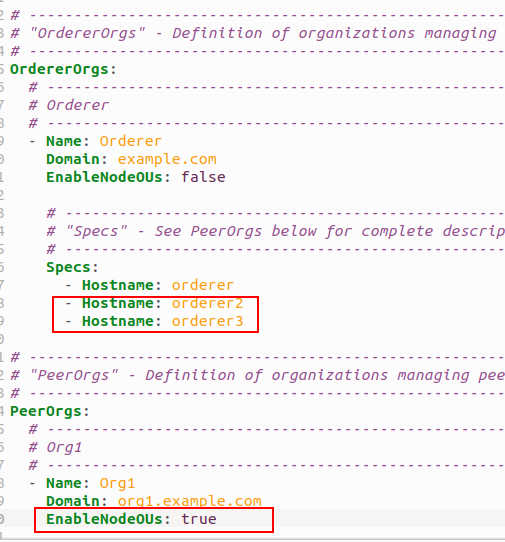 # ---------------------------------------------------
# "OrdererOrgs" - Definition of organizations managing
# ---------------------------------------------------
OrdererOrgs:
# -------------------------------------------------
# Orderer
# -------------------------------------------------
- Name: Orderer
Domain: example.com
EnableNodeOUs: false
# -----------------------------------------------
# "Specs" - See PeerOrgs below for complete descrip
# -----------------------------------------------
Specs:
- Hostname: orderer
- Hostname: orderer2
- Hostname: orderer3
# ---------------------------------------------------
# "PeerOrgs" - Definition of organizations managing pee
# ---------------------------------------------------
PeerOrgs:
# -------------------------------------------------
# Org1
# -------------------------------------------------
- Name: Org1
Domain: org1.example.com
EnableNodeOUs: true